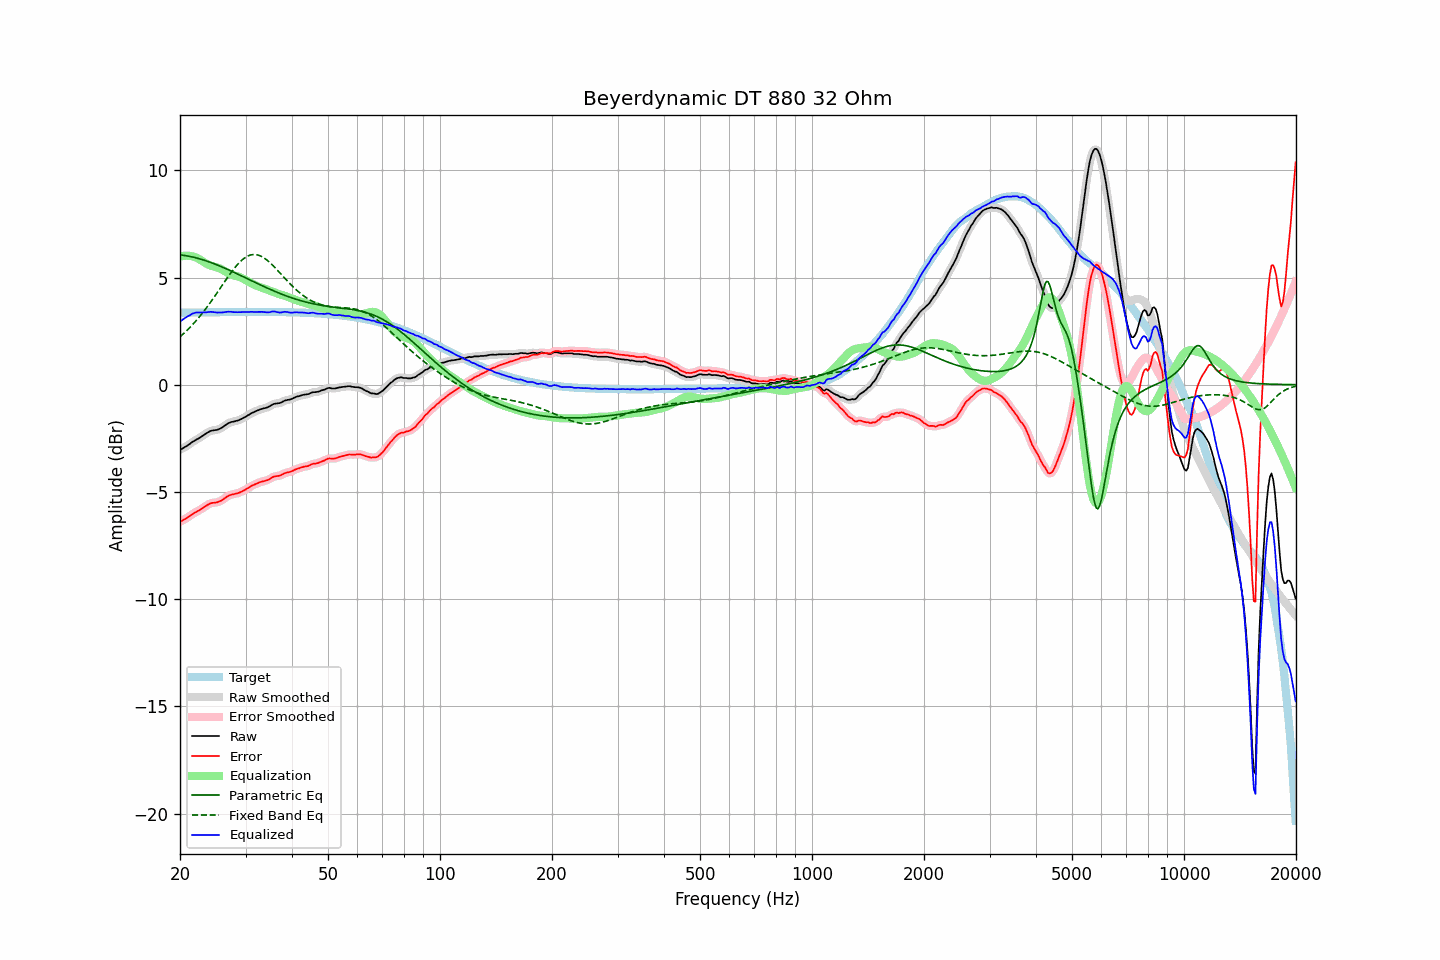 Beyerdynamic DT 880 32 Ohm
Amplitude (dBr)
10
5
0
−5
−10
−15
−20
Target
Raw Smoothed
Error Smoothed
Raw
Error
Equalization
Parametric Eq
Fixed Band Eq
Equalized
20 50 100 200 500 1000 2000 5000 10000 20000
Frequency (Hz)